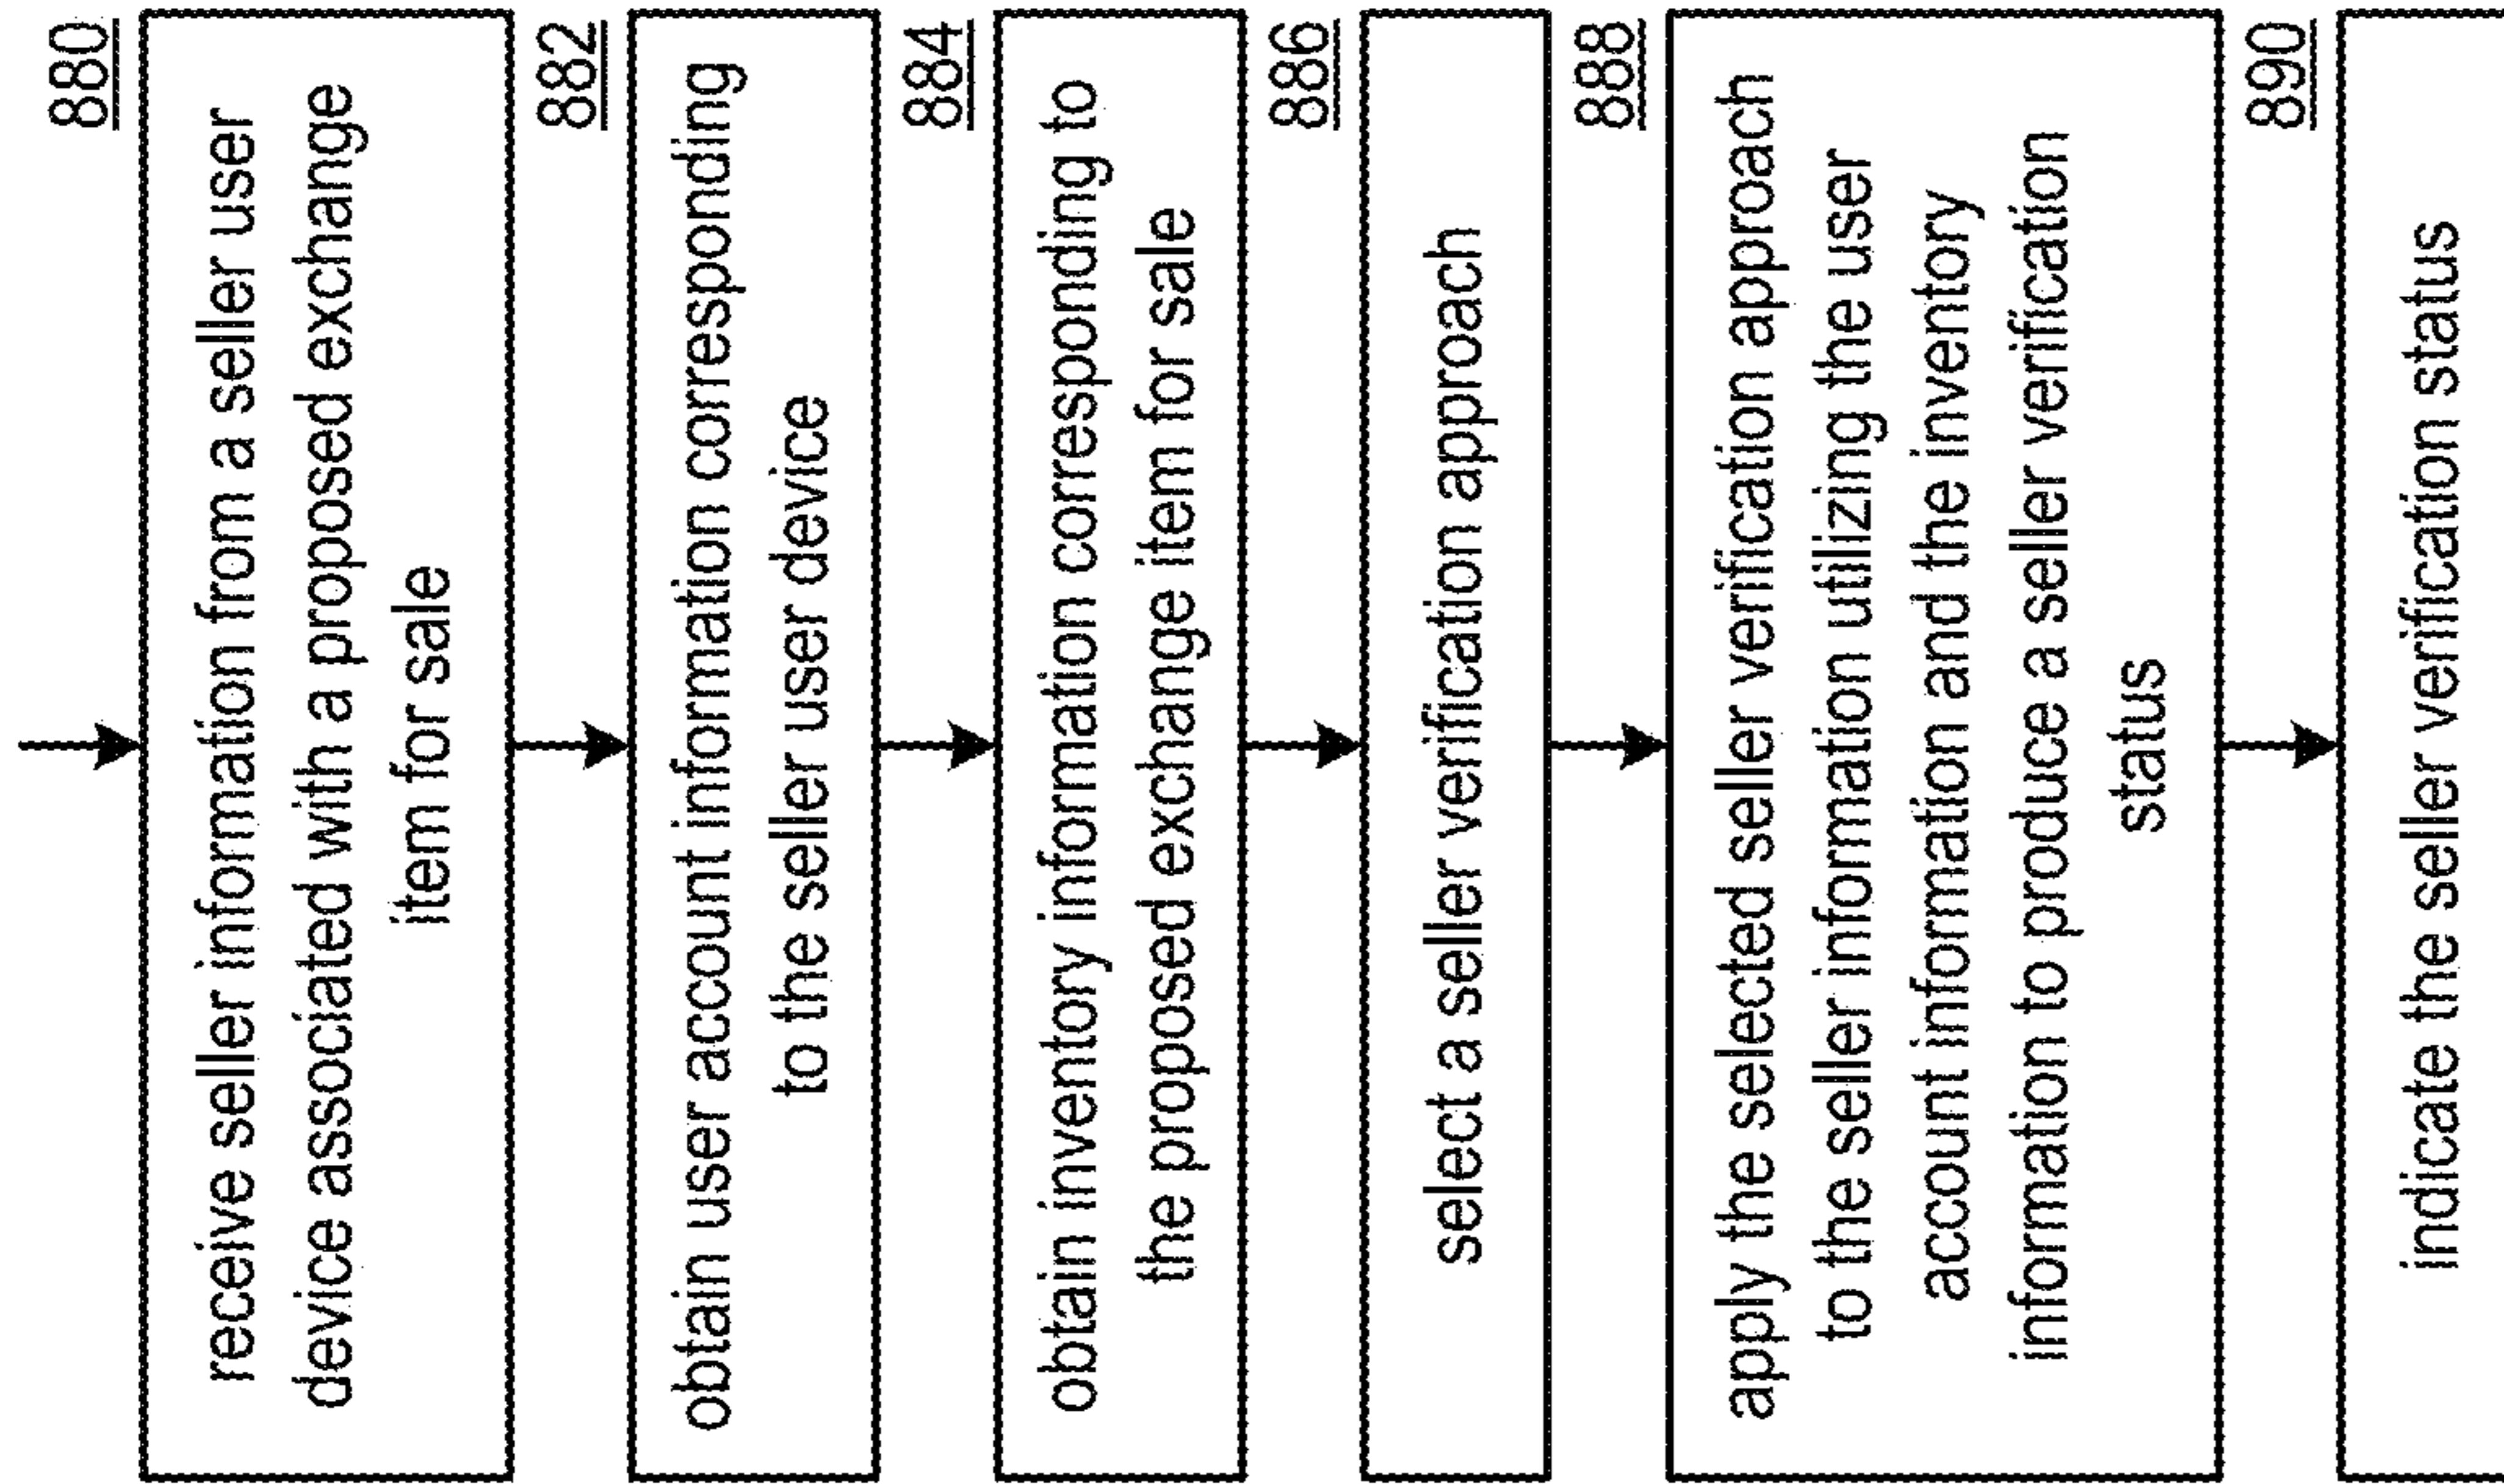 880
receive seller information from a seller user
device associated with a proposed exchange
item for sale
882
obtain user account information corresponding
to the seller user device
884
obtain inventory information corresponding to
the proposed exchange item for sale
886
select a seller verification approach
888
apply the selected seller verification approach
to the seller information utilizing the user
account information and the inventory
information to produce a seller verification
status
890
indicate the seller verification status